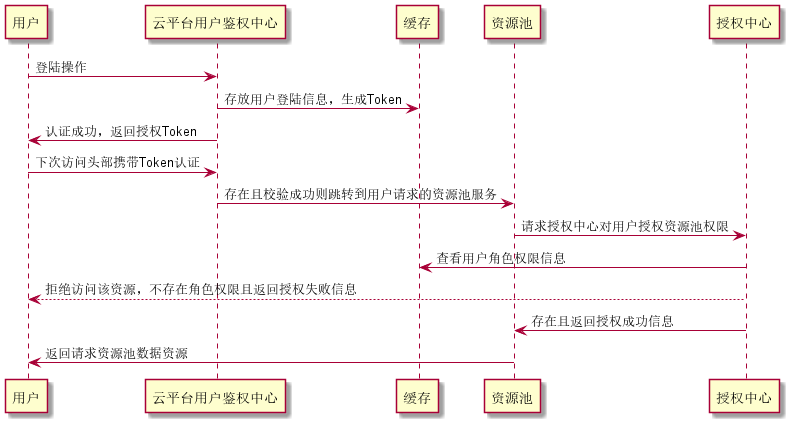 用户
云平台用户鉴权中心
缓存
资源池
授权中心
登陆操作
存放用户登陆信息，生成Token
认证成功，返回授权Token
下次访问头部携带Token认证
存在且校验成功则跳转到用户请求的资源池服务
请求授权中心对用户授权资源池权限
查看用户角色权限信息
拒绝访问该资源，不存在角色权限且返回授权失败信息
存在且返回授权成功信息
返回请求资源池数据资源
用户
云平台用户鉴权中心
缓存
资源池
授权中心